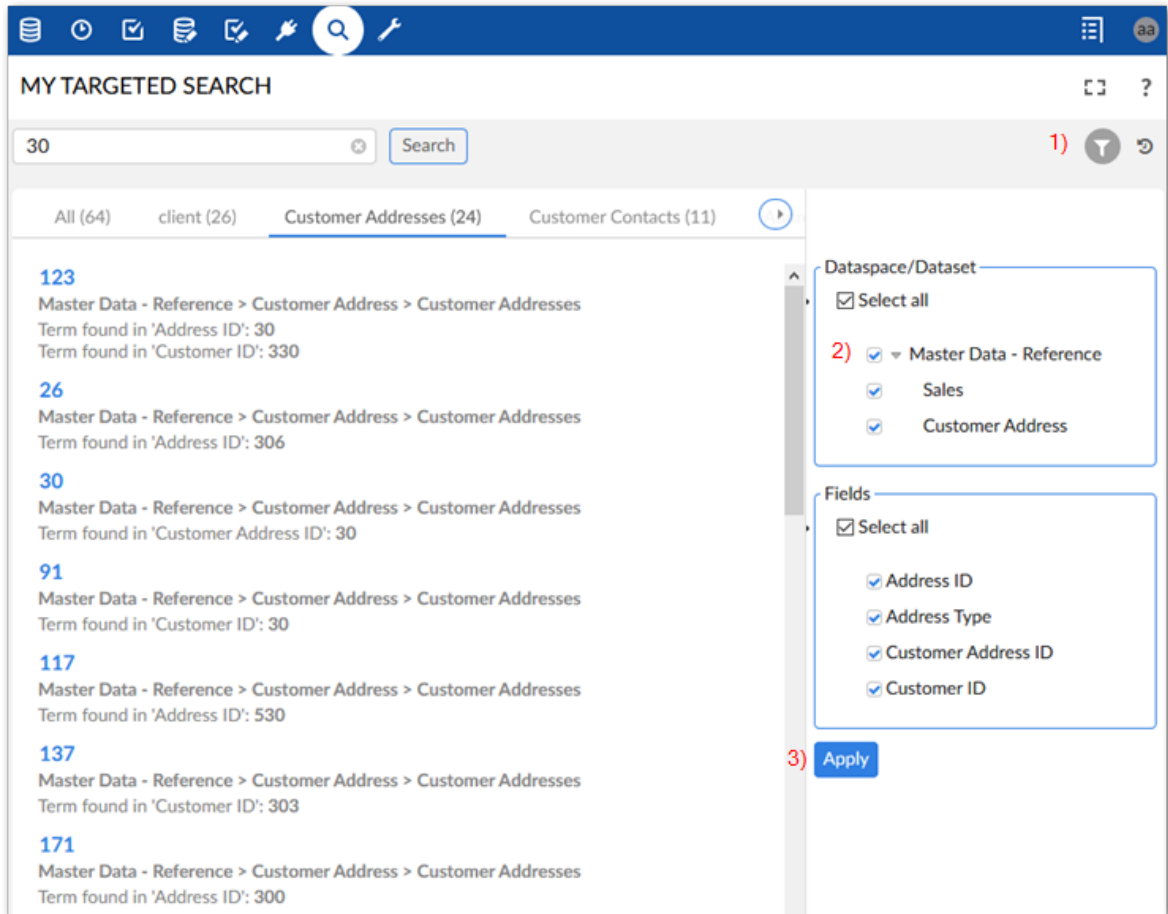 aa
MY TARGETED SEARCH
?
30
Search
1)
All (64) client (26) Customer Addresses (24) Customer Contacts (11)
123
Master Data - Reference > Customer Address > Customer Addresses
Term found in 'Address ID': 30
Term found in 'Customer ID': 330
26
Master Data - Reference > Customer Address > Customer Addresses
Term found in 'Address ID': 306
30
Master Data - Reference > Customer Address > Customer Addresses
Term found in 'Customer Address ID': 30
91
Master Data - Reference > Customer Address > Customer Addresses
Term found in 'Customer ID': 30
117
Master Data - Reference > Customer Address > Customer Addresses
Term found in 'Address ID': 530
137
Master Data - Reference > Customer Address > Customer Addresses
Term found in 'Customer ID': 303
171
Master Data - Reference > Customer Address > Customer Addresses
Term found in 'Address ID': 300
Dataspace/Dataset
Select all
2) Master Data - Reference
Sales
Customer Address
Fields
Select all
Address ID
Address Type
Customer Address ID
Customer ID
3) Apply